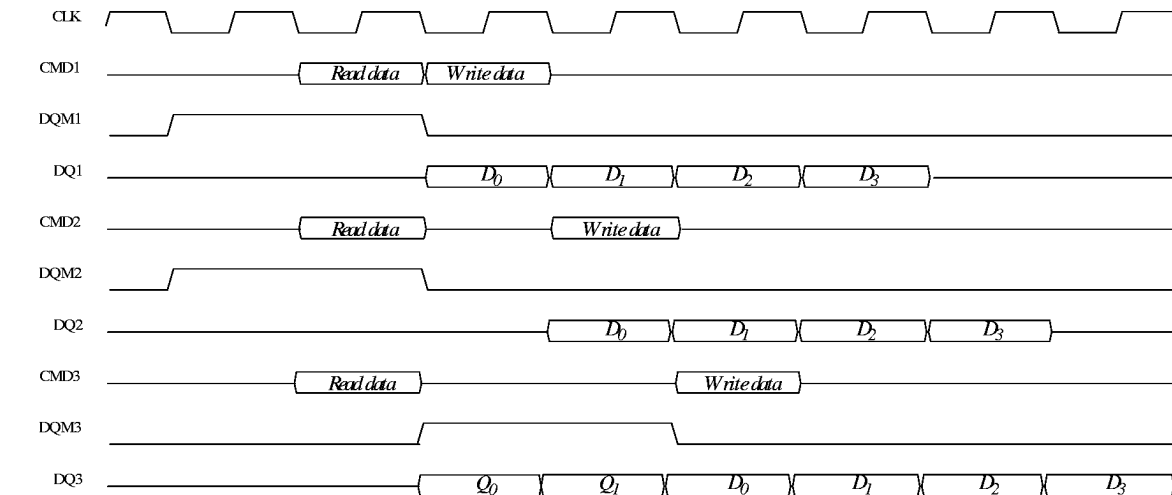 CLK
CMD1 Read data Write data
DQM1
DQ1 D0 D1 D2 D3
CMD2 Read data Write data
DQM2
DQ2 D0 D1 D2 D3
CMD3 Read data Write data
DQM3
DQ3 Q0 Q1 D0 D1 D2 D3